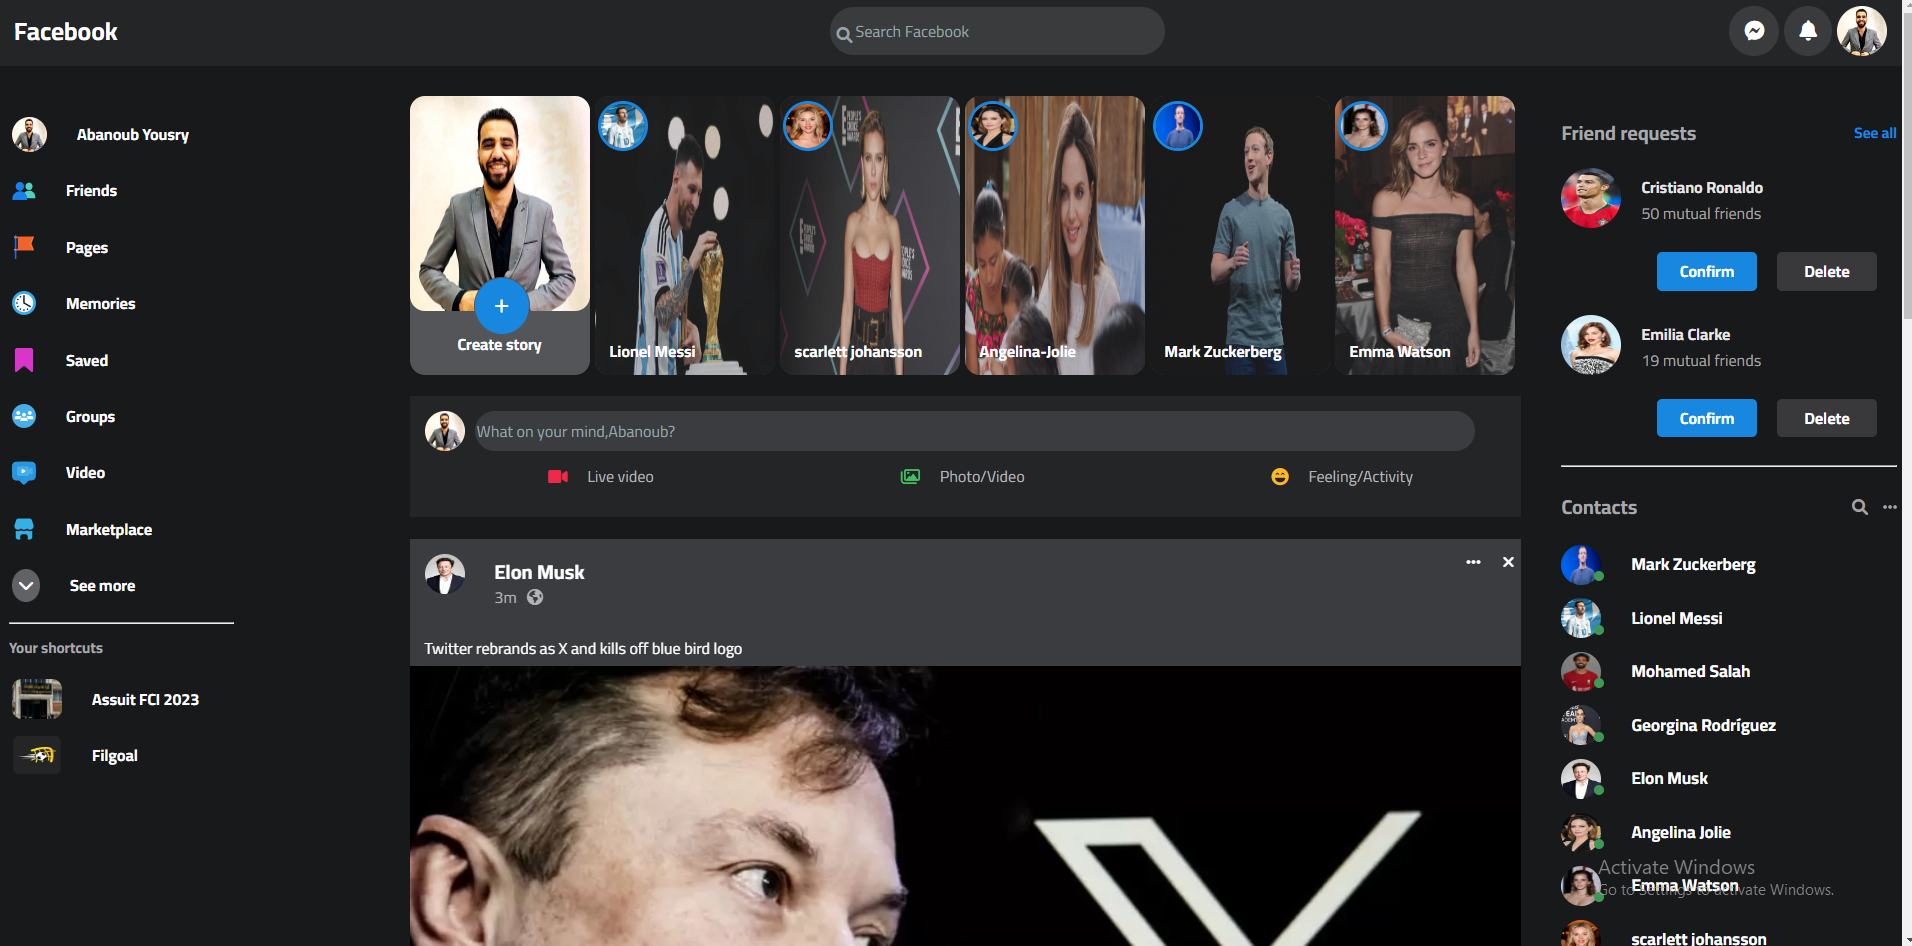 Facebook
Search Facebook
Abanoub Yousry
Friends
Pages
Memories
Saved
Groups
Video
Marketplace
See more
Your shortcuts
Assuit FCI 2023
Filgoal
Create story
Lionel Messi
scarlett johansson
Angelina-Jolie
Mark Zuckerberg
Emma Watson
What on your mind,Abanoub?
Live video
Photo/Video
Feeling/Activity
Elon Musk
3m
Twitter rebrands as X and kills off blue bird logo
Friend requests
See all
Cristiano Ronaldo
50 mutual friends
Confirm
Delete
Emilia Clarke
19 mutual friends
Confirm
Delete
Contacts
Mark Zuckerberg
Lionel Messi
Mohamed Salah
Georgina Rodríguez
Elon Musk
Angelina Jolie
Activate Windows
Emma Watson
Go to Settings to activate Windows.
scarlett johansson